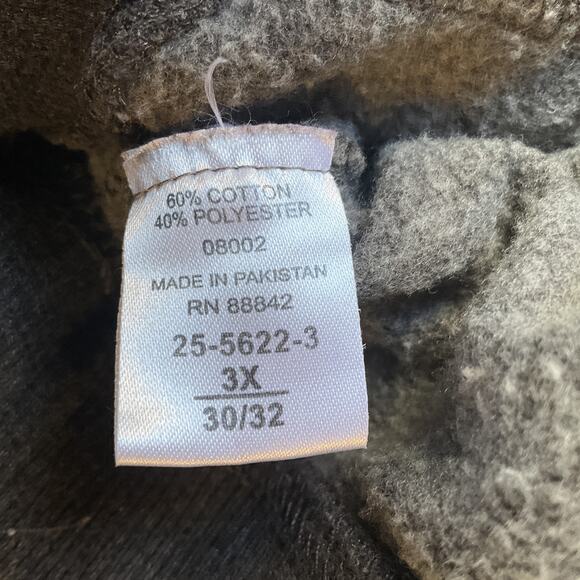 60% COTTON
40% POLYESTER
08002
MADE IN PAKISTAN
RN 88842
25-5622-3
3X
30/32